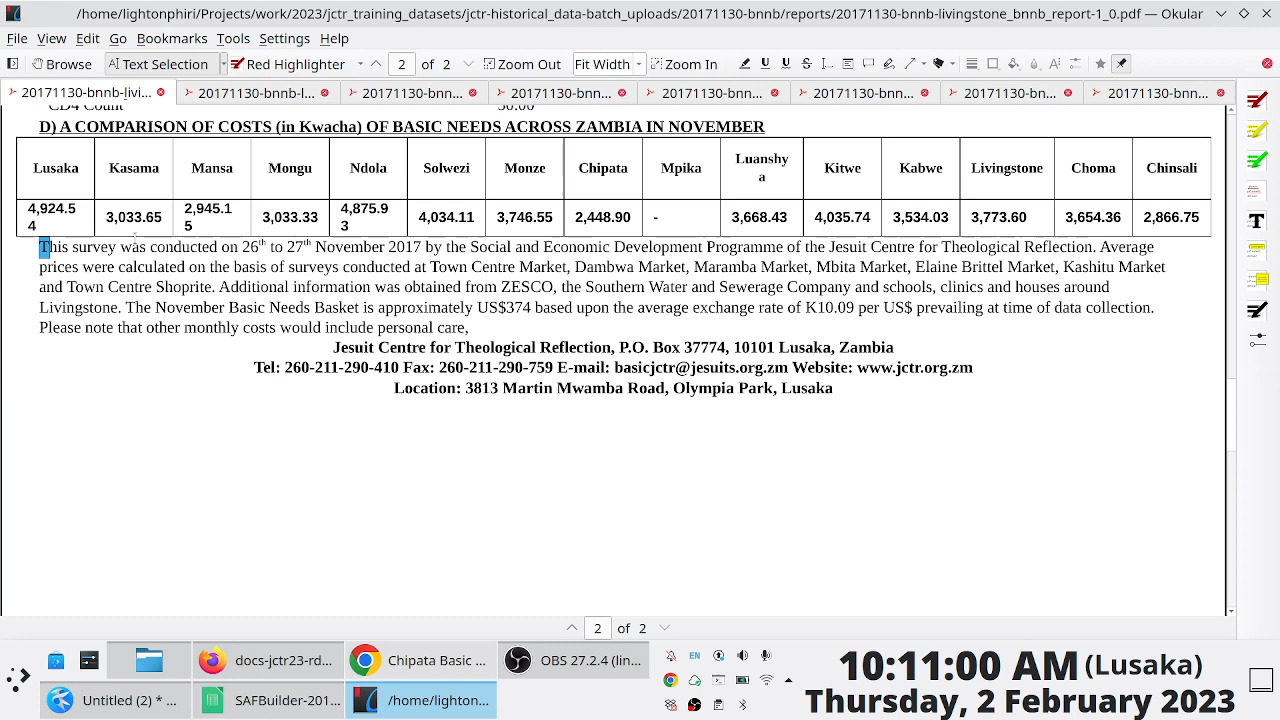 /home/lightonphiri/Projects/work/2023/jctr_training_datasets/jctr-historical_data-batch_uploads/20171130-bnnb/reports/20171130-bnnb-livingstone_bnnb_report-1_0.pdf — Okular
File View Edit Go Bookmarks Tools Settings Help
Browse Text Selection Red Highlighter 2 of 2 Zoom Out Fit Width Zoom In
20171130-bnnb-livi... 20171130-bnnb-l... 20171130-bnn... 20171130-bnn... 20171130-bnn... 20171130-bnn... 20171130-bnn... 20171130-bnn...
CD4 Count 50.00
D) A COMPARISON OF COSTS (in Kwacha) OF BASIC NEEDS ACROSS ZAMBIA IN NOVEMBER
Lusaka Kasama Mansa Mongu Ndola Solwezi Monze Chipata Mpika Luanshy
a Kitwe Kabwe Livingstone Choma Chinsali
4,924.5
4 3,033.65 2,945.1
5 3,033.33 4,875.9
3 4,034.11 3,746.55 2,448.90 - 3,668.43 4,035.74 3,534.03 3,773.60 3,654.36 2,866.75
This survey was conducted on 26th to 27th November 2017 by the Social and Economic Development Programme of the Jesuit Centre for Theological Reflection. Average
prices were calculated on the basis of surveys conducted at Town Centre Market, Dambwa Market, Maramba Market, Mbita Market, Elaine Brittel Market, Kashitu Market
and Town Centre Shoprite. Additional information was obtained from ZESCO, the Southern Water and Sewerage Company and schools, clinics and houses around
Livingstone. The November Basic Needs Basket is approximately US$374 based upon the average exchange rate of K10.09 per US$ prevailing at time of data collection.
Please note that other monthly costs would include personal care,
Jesuit Centre for Theological Reflection, P.O. Box 37774, 10101 Lusaka, Zambia
Tel: 260-211-290-410 Fax: 260-211-290-759 E-mail: basicjctr@jesuits.org.zm Website: www.jctr.org.zm
Location: 3813 Martin Mwamba Road, Olympia Park, Lusaka
2 of 2
docs-jctr23-rd... Chipata Basic ... OBS 27.2.4 (lin...
Untitled (2) * ... SAFBuilder-201... /home/lighton...
EN
10:11:00 AM (Lusaka)
Thursday, 2 February 2023